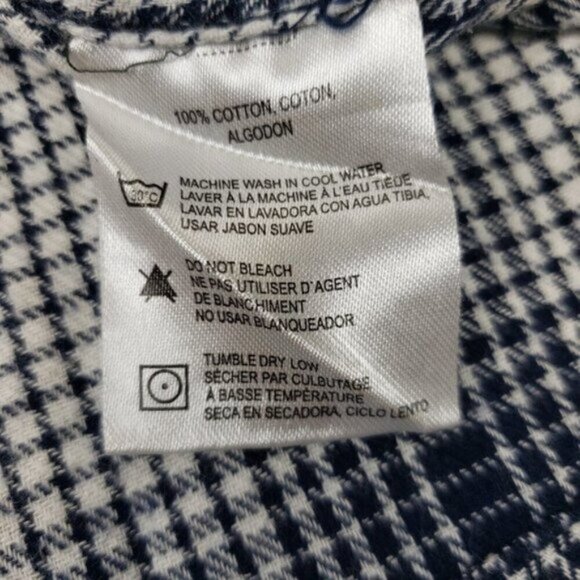 100% COTTON, COTON,
ALGODON
30°C
MACHINE WASH IN COOL WATER
LAVER À LA MACHINE À L'EAU TIÈDE
LAVAR EN LAVADORA CON AGUA TIBIA,
USAR JABON SUAVE
DO NOT BLEACH
NE PAS UTILISER D'AGENT
DE BLANCHIMENT
NO USAR BLANQUEADOR
TUMBLE DRY LOW
SÉCHER PAR CULBUTAGE
À BASSE TEMPÉRATURE
SECA EN SECADORA, CICLO LENTO